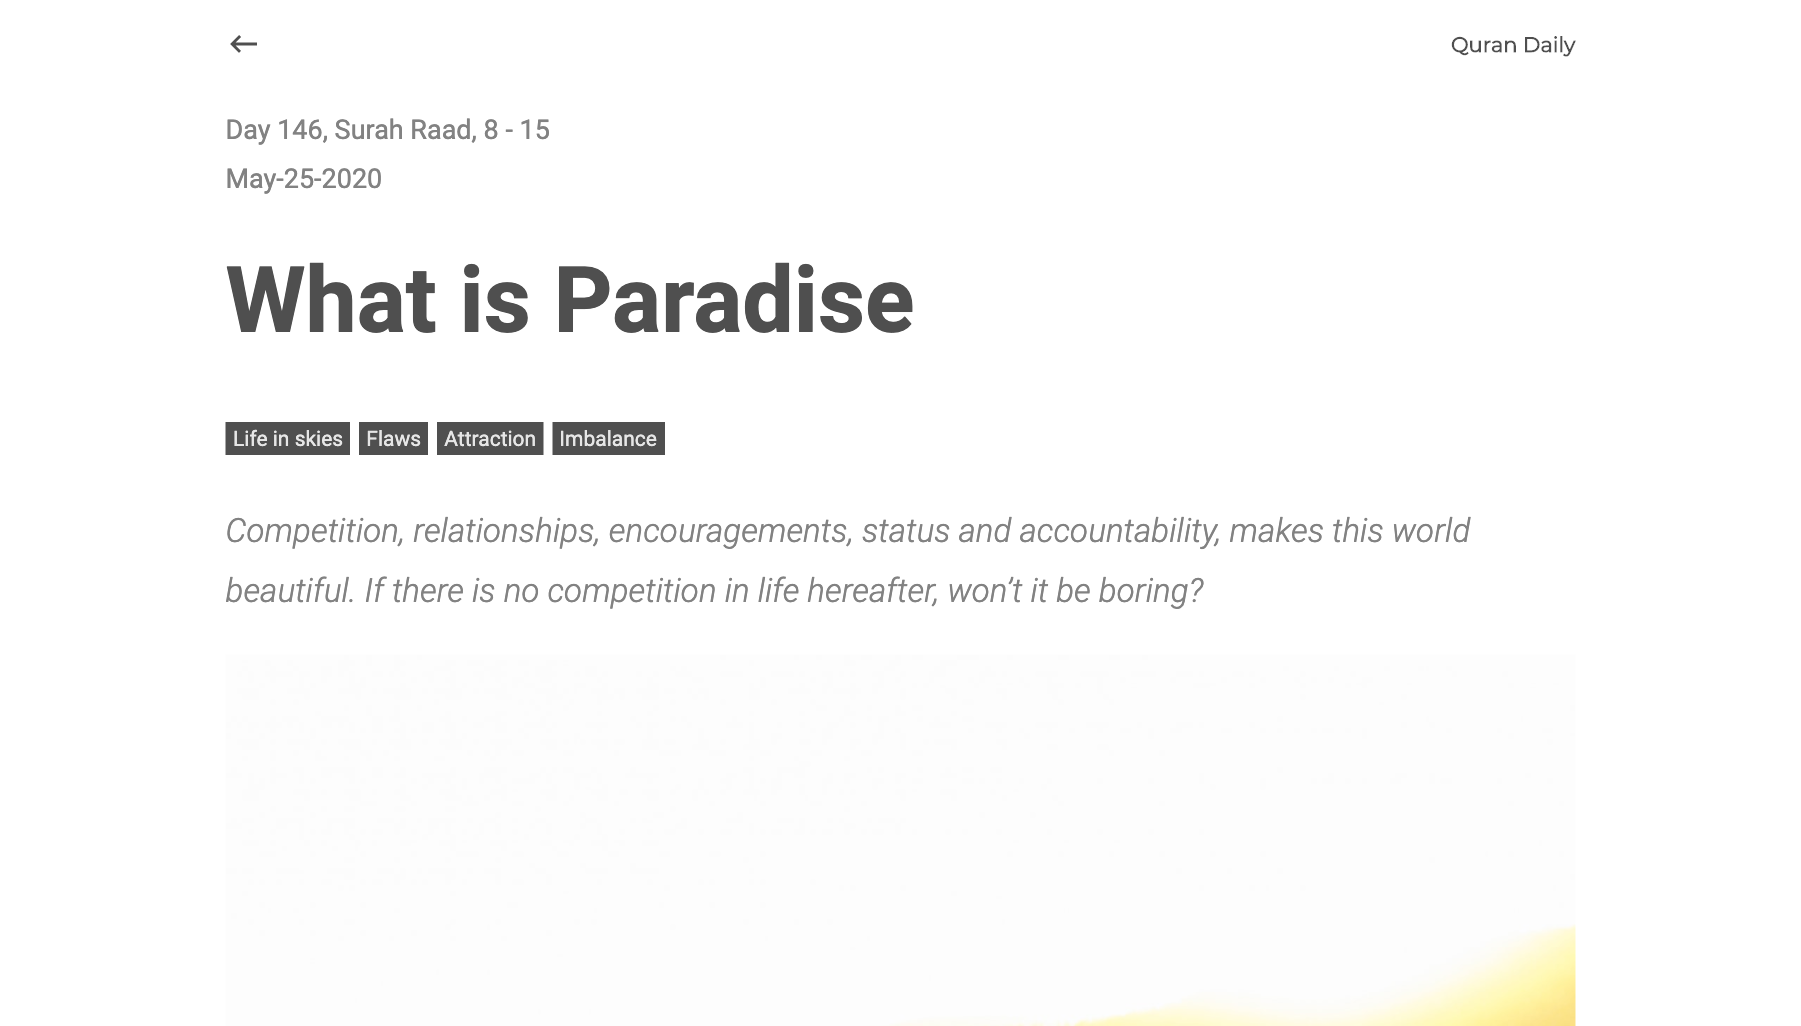 Quran Daily
Day 146, Surah Raad, 8 - 15
May-25-2020
What is Paradise
Life in skies Flaws Attraction Imbalance
Competition, relationships, encouragements, status and accountability, makes this world
beautiful. If there is no competition in life hereafter, won’t it be boring?